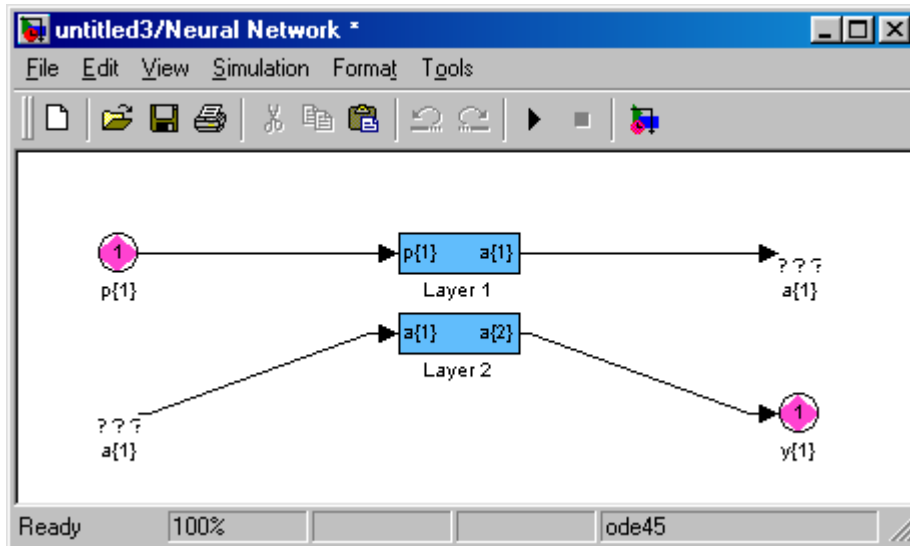 untitled3/Neural Network *
File Edit View Simulation Format Tools
1
p{1}
p{1} a{1}
Layer 1
? ? ?
a{1}
a{1} a{2}
Layer 2
? ? ?
a{1}
1
y{1}
Ready 100% ode45